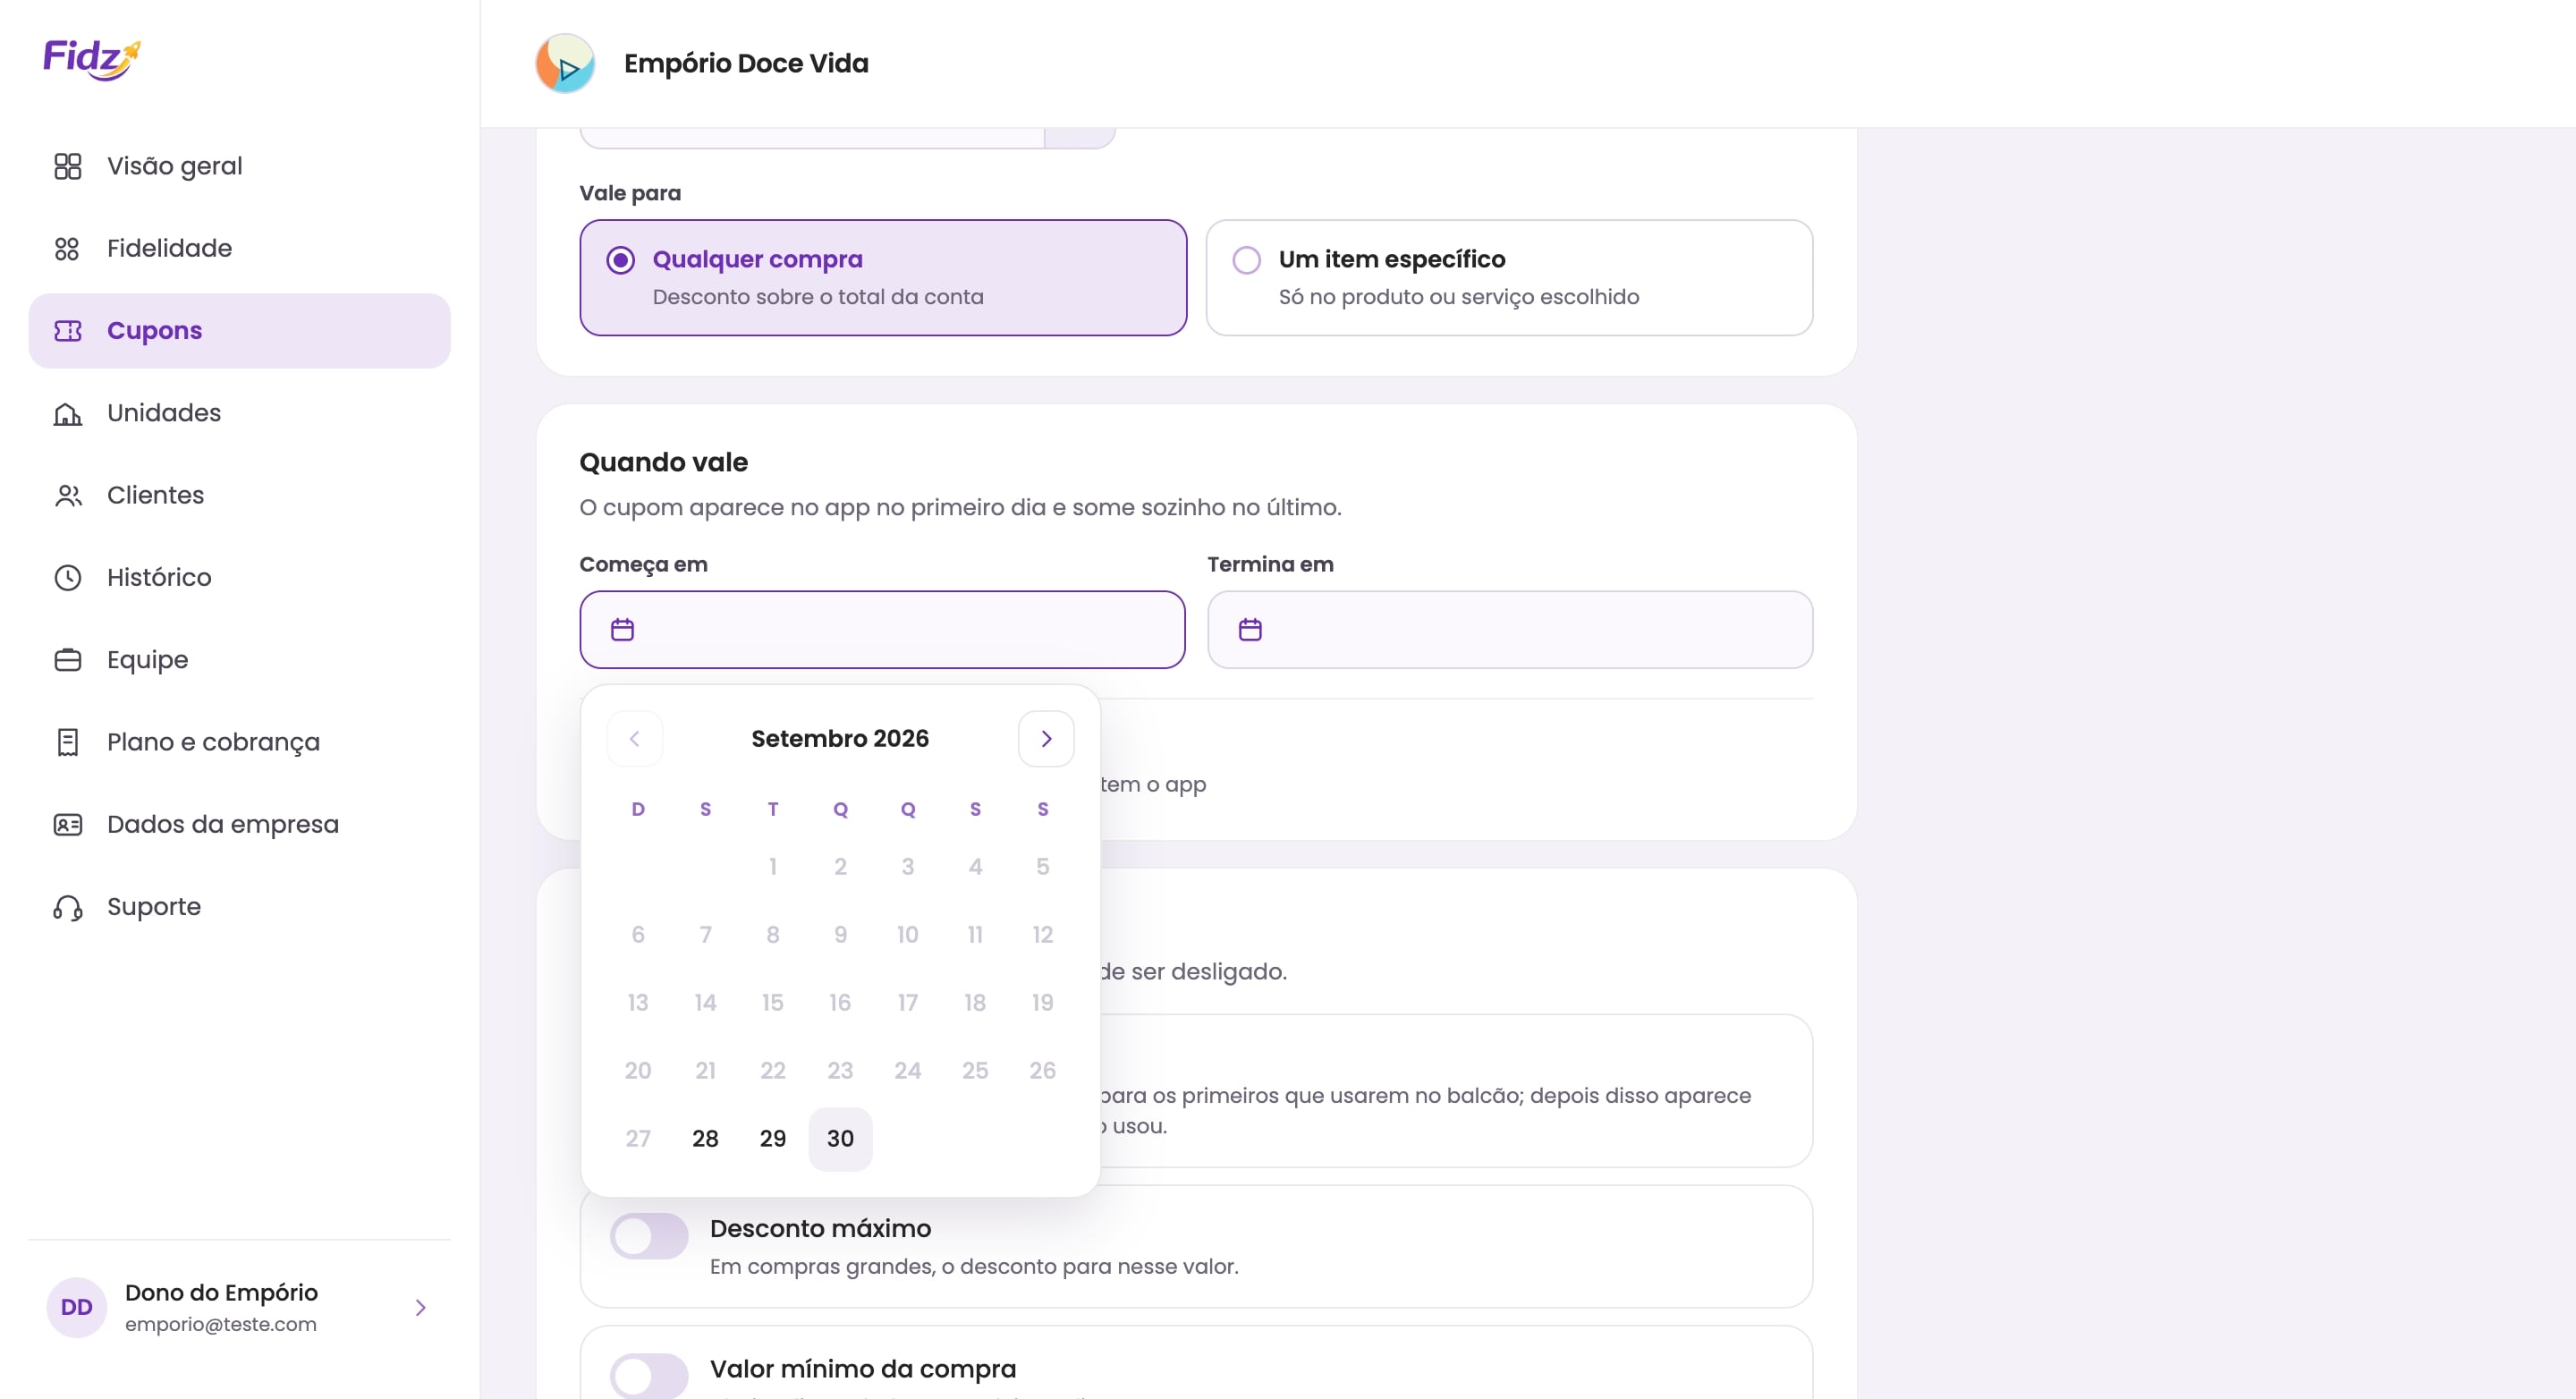 Fidz
Empório Doce Vida
Visão geral
Fidelidade
Cupons
Unidades
Clientes
Histórico
Equipe
Plano e cobrança
Dados da empresa
Suporte
DD
Dono do Empório
emporio@teste.com
Vale para
Qualquer compra
Desconto sobre o total da conta
Um item específico
Só no produto ou serviço escolhido
Quando vale
O cupom aparece no app no primeiro dia e some sozinho no último.
Começa em
Termina em
Setembro 2026
D S T Q Q S S
1 2 3 4 5
6 7 8 9 10 11 12
13 14 15 16 17 18 19
20 21 22 23 24 25 26
27 28 29 30
tem o app
de ser desligado.
para os primeiros que usarem no balcão; depois disso aparece
usou.
Desconto máximo
Em compras grandes, o desconto para nesse valor.
Valor mínimo da compra